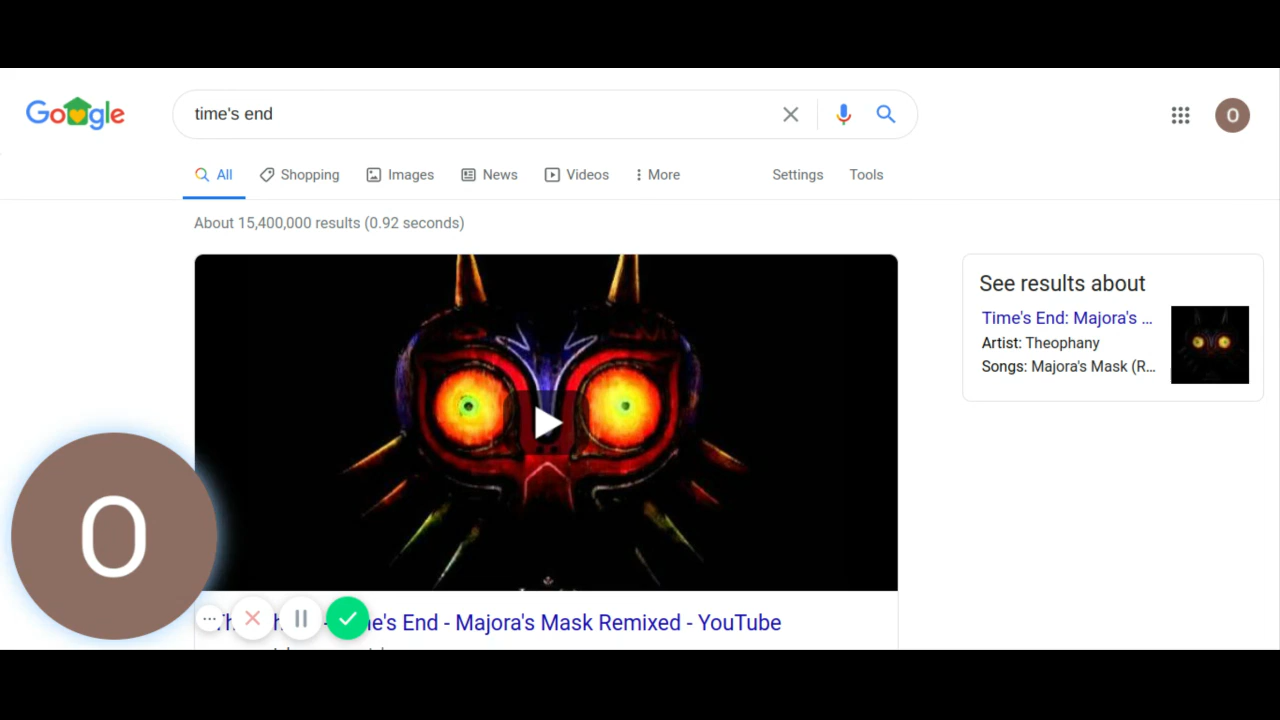 Google
time's end
O
All
Shopping
Images
News
Videos
More
Settings
Tools
About 15,400,000 results (0.92 seconds)
See results about
Time's End: Majora's ...
Artist: Theophany
Songs: Majora's Mask (R...
O
End - Majora's Mask Remixed - YouTube